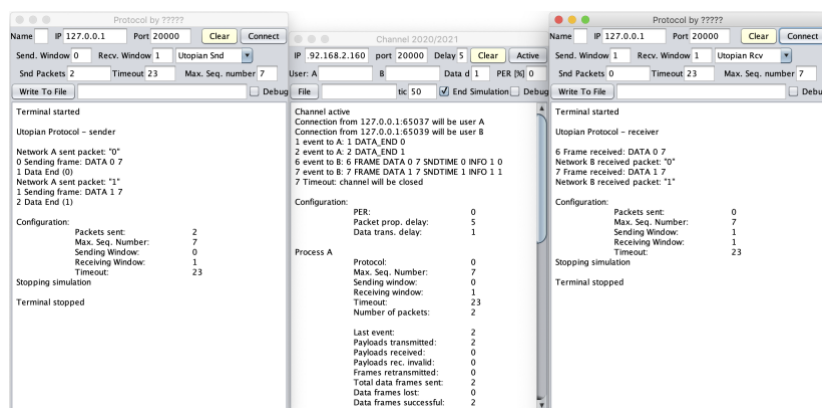 Protocol by ?????
Name IP 127.0.0.1 Port 20000 Clear Connect
Send. Window 0 Recv. Window 1 Utopian Snd
Snd Packets 2 Timeout 23 Max. Seq. number 7
Write To File Debug
Terminal started
Utopian Protocol - sender
Network A sent packet: "0"
0 Sending frame: DATA 0 7
1 Data End (0)
Network A sent packet: "1"
1 Sending frame: DATA 1 7
2 Data End (1)
Configuration:
Packets sent: 2
Max. Seq. Number: 7
Sending Window: 0
Receiving Window: 1
Timeout: 23
Stopping simulation
Terminal stopped
Channel 2020/2021
IP .92.168.2.160 port 20000 Delay 5 Clear Active
User: A B Data d 1 PER [%] 0
File tic 50 End Simulation Debug
Channel active
Connection from 127.0.0.1:65037 will be user A
Connection from 127.0.0.1:65039 will be user B
1 event to A: 1 DATA_END 0
2 event to A: 2 DATA_END 1
6 event to B: 6 FRAME DATA 0 7 SNDTIME 0 INFO 1 0
7 event to B: 7 FRAME DATA 1 7 SNDTIME 1 INFO 1 1
7 Timeout: channel will be closed
Configuration:
PER: 0
Packet prop. delay: 5
Data trans. delay: 1
Process A
Protocol: 0
Max. Seq. Number: 7
Sending window: 0
Receiving window: 1
Timeout: 23
Number of packets: 2
Last event: 2
Payloads transmitted: 2
Payloads received: 0
Payloads rec. invalid: 0
Frames retransmitted: 0
Total data frames sent: 2
Data frames lost: 0
Data frames successful: 2
Protocol by ?????
Name IP 127.0.0.1 Port 20000 Clear Connect
Send. Window 1 Recv. Window 1 Utopian Rcv
Snd Packets 0 Timeout 23 Max. Seq. number 7
Write To File Debu
Terminal started
Utopian Protocol - receiver
6 Frame received: DATA 0 7
Network B received packet: "0"
7 Frame received: DATA 1 7
Network B received packet: "1"
Configuration:
Packets sent: 0
Max. Seq. Number: 7
Sending Window: 1
Receiving Window: 1
Timeout: 23
Stopping simulation
Terminal stopped